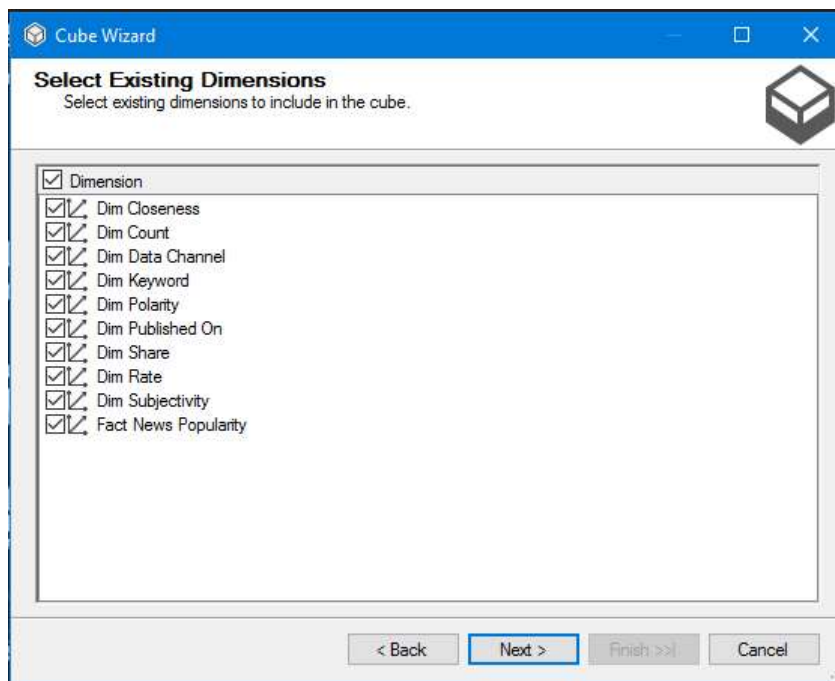 Cube Wizard
Select Existing Dimensions
Select existing dimensions to include in the cube.
Dimension
Dim Closeness
Dim Count
Dim Data Channel
Dim Keyword
Dim Polarity
Dim Published On
Dim Share
Dim Rate
Dim Subjectivity
Fact News Popularity
< Back Next > Finish >>| Cancel